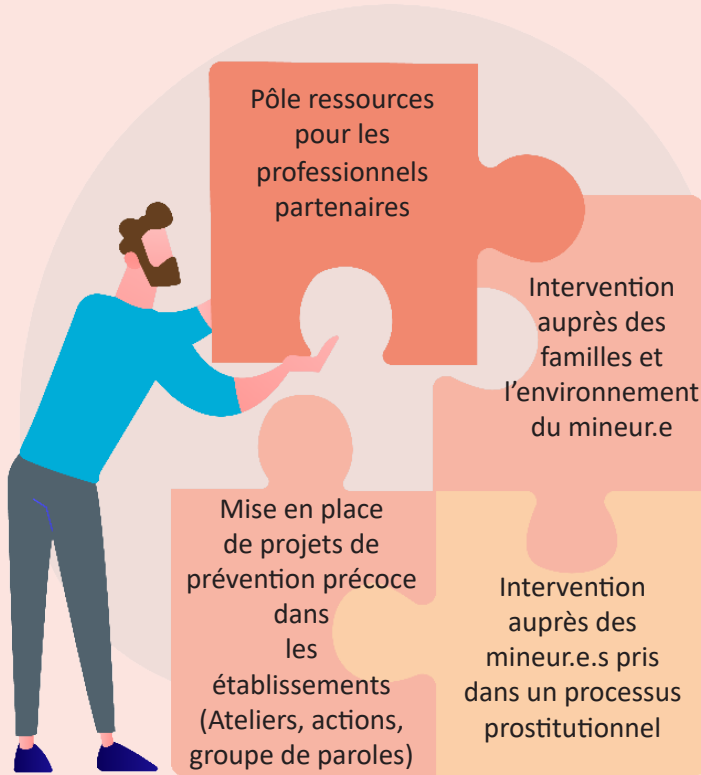 Pôle ressources
pour les
professionnels
partenaires
Intervention
auprès des
familles et
l’environnement
du mineur.e
Mise en place
de projets de
prévention précoce
dans
les
établissements
(Ateliers, actions,
groupe de paroles)
Intervention
auprès des
mineur.e.s pris
dans un processus
prostitutionnel